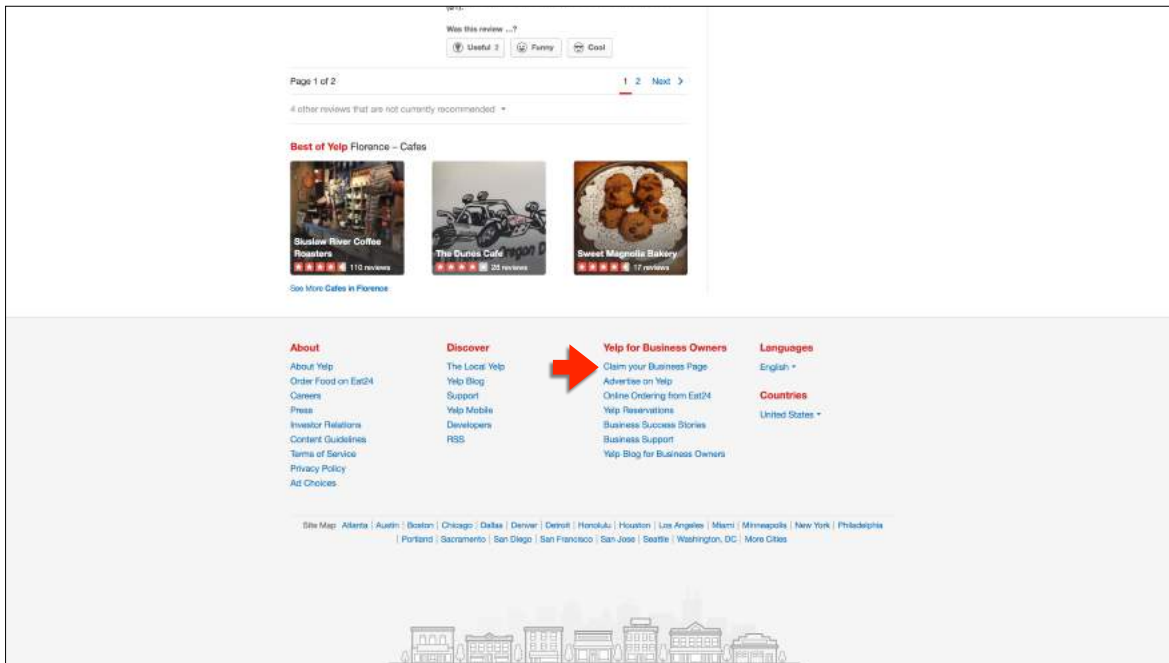 Was this review ...?
Useful 2 Funny Cool
Page 1 of 2 1 2 Next
4 other reviews that are not currently recommended
Best of Yelp Florence – Cafes
Siuslaw River Coffee
Roasters
110 reviews
The Dunes Cafe
Oregon D
28 reviews
Sweet Magnolia Bakery
17 reviews
See More Cafes in Florence
About
About Yelp
Order Food on Eat24
Careers
Press
Investor Relations
Content Guidelines
Terms of Service
Privacy Policy
Ad Choices
Discover
The Local Yelp
Yelp Blog
Support
Yelp Mobile
Developers
RSS
Yelp for Business Owners
Claim your Business Page
Advertise on Yelp
Online Ordering from Eat24
Yelp Reservations
Business Success Stories
Business Support
Yelp Blog for Business Owners
Languages
English
Countries
United States
Site Map Atlanta | Austin | Boston | Chicago | Dallas | Denver | Detroit | Honolulu | Houston | Los Angeles | Miami | Minneapolis | New York | Philadelphia
| Portland | Sacramento | San Diego | San Francisco | San Jose | Seattle | Washington, DC | More Cities